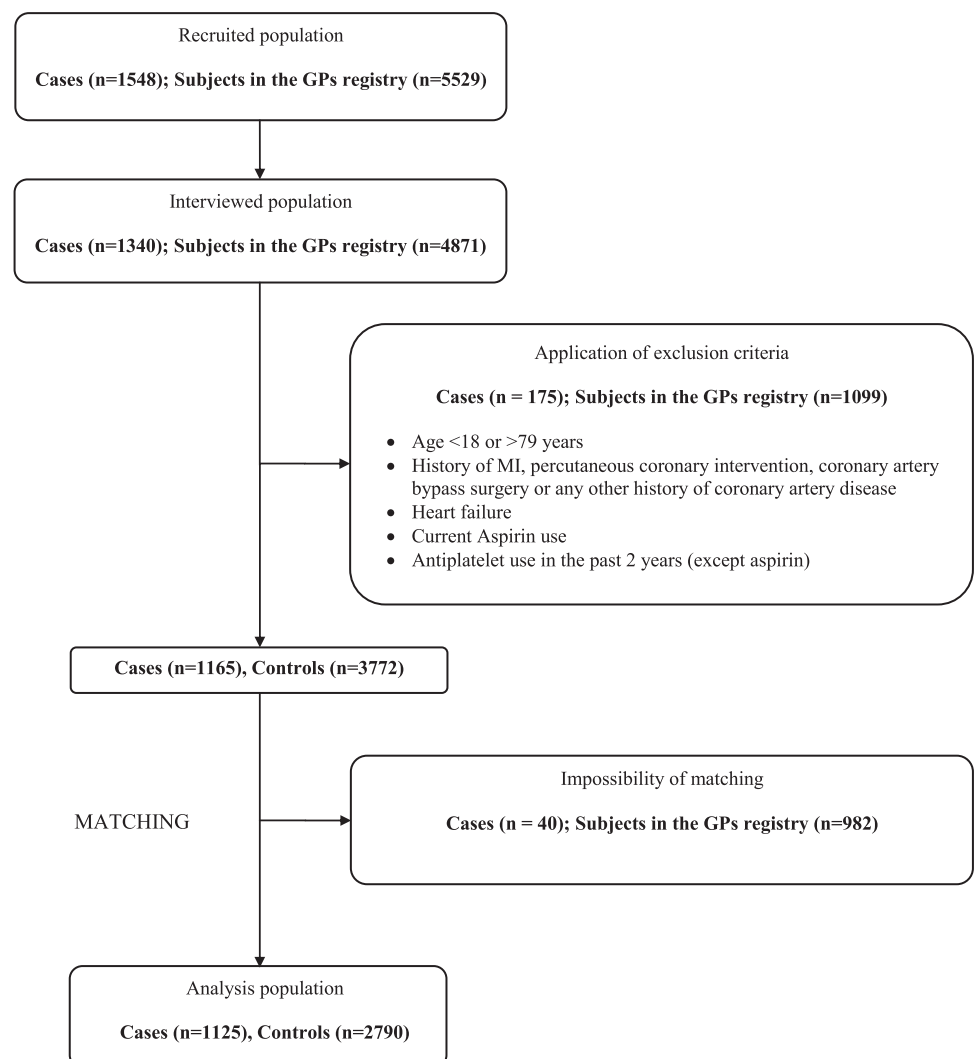 Recruited population
Cases (n=1548); Subjects in the GPs registry (n=5529)
Interviewed population
Cases (n=1340); Subjects in the GPs registry (n=4871)
Application of exclusion criteria
Cases (n = 175); Subjects in the GPs registry (n=1099)
• Age <18 or >79 years
• History of MI, percutaneous coronary intervention, coronary artery
bypass surgery or any other history of coronary artery disease
• Heart failure
• Current Aspirin use
• Antiplatelet use in the past 2 years (except aspirin)
Cases (n=1165), Controls (n=3772)
Impossibility of matching
MATCHING
Cases (n = 40); Subjects in the GPs registry (n=982)
Analysis population
Cases (n=1125), Controls (n=2790)